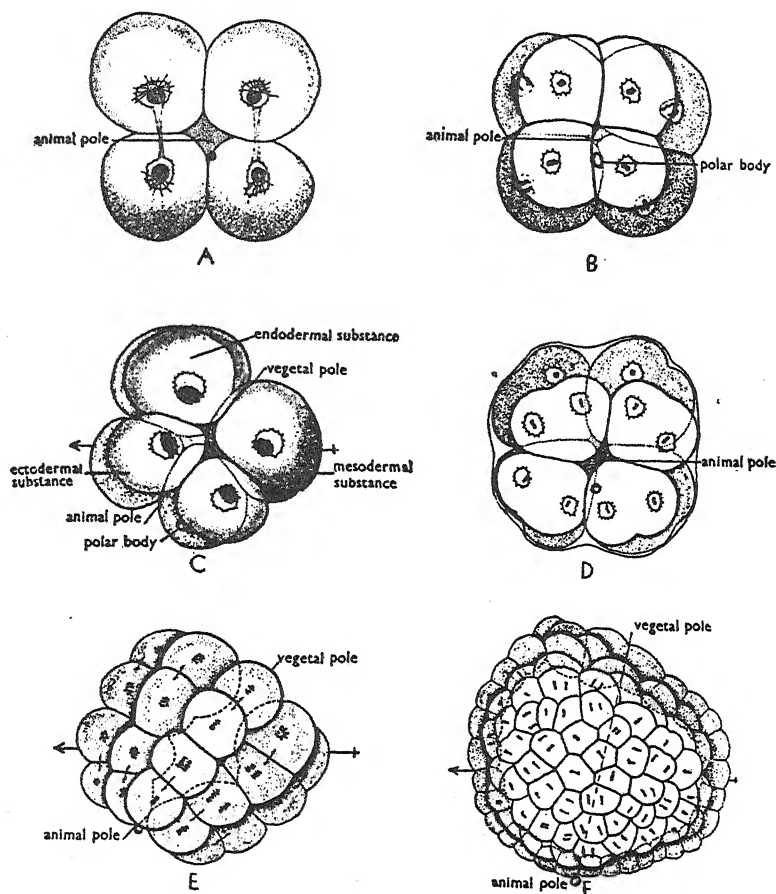 animal pole
A
animal pole
polar body
B
endodermal substance
vegetal pole
ectodermal
substance
mesodermal
substance
animal pole
polar body
C
animal pole
D
vegetal pole
animal pole
E
vegetal pole
animal pole
F